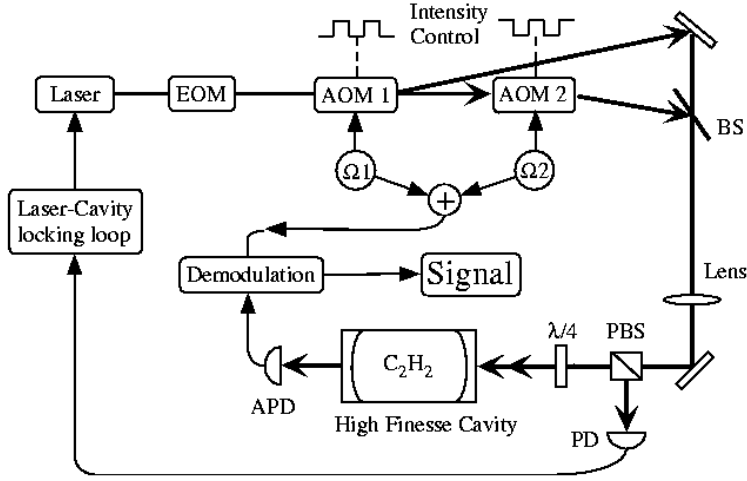 Intensity
Control
Laser
EOM
AOM 1
AOM 2
BS
Ω1
Ω2
+
Laser-Cavity
locking loop
Demodulation
Signal
Lens
λ/4
PBS
C₂H₂
APD
High Finesse Cavity
PD